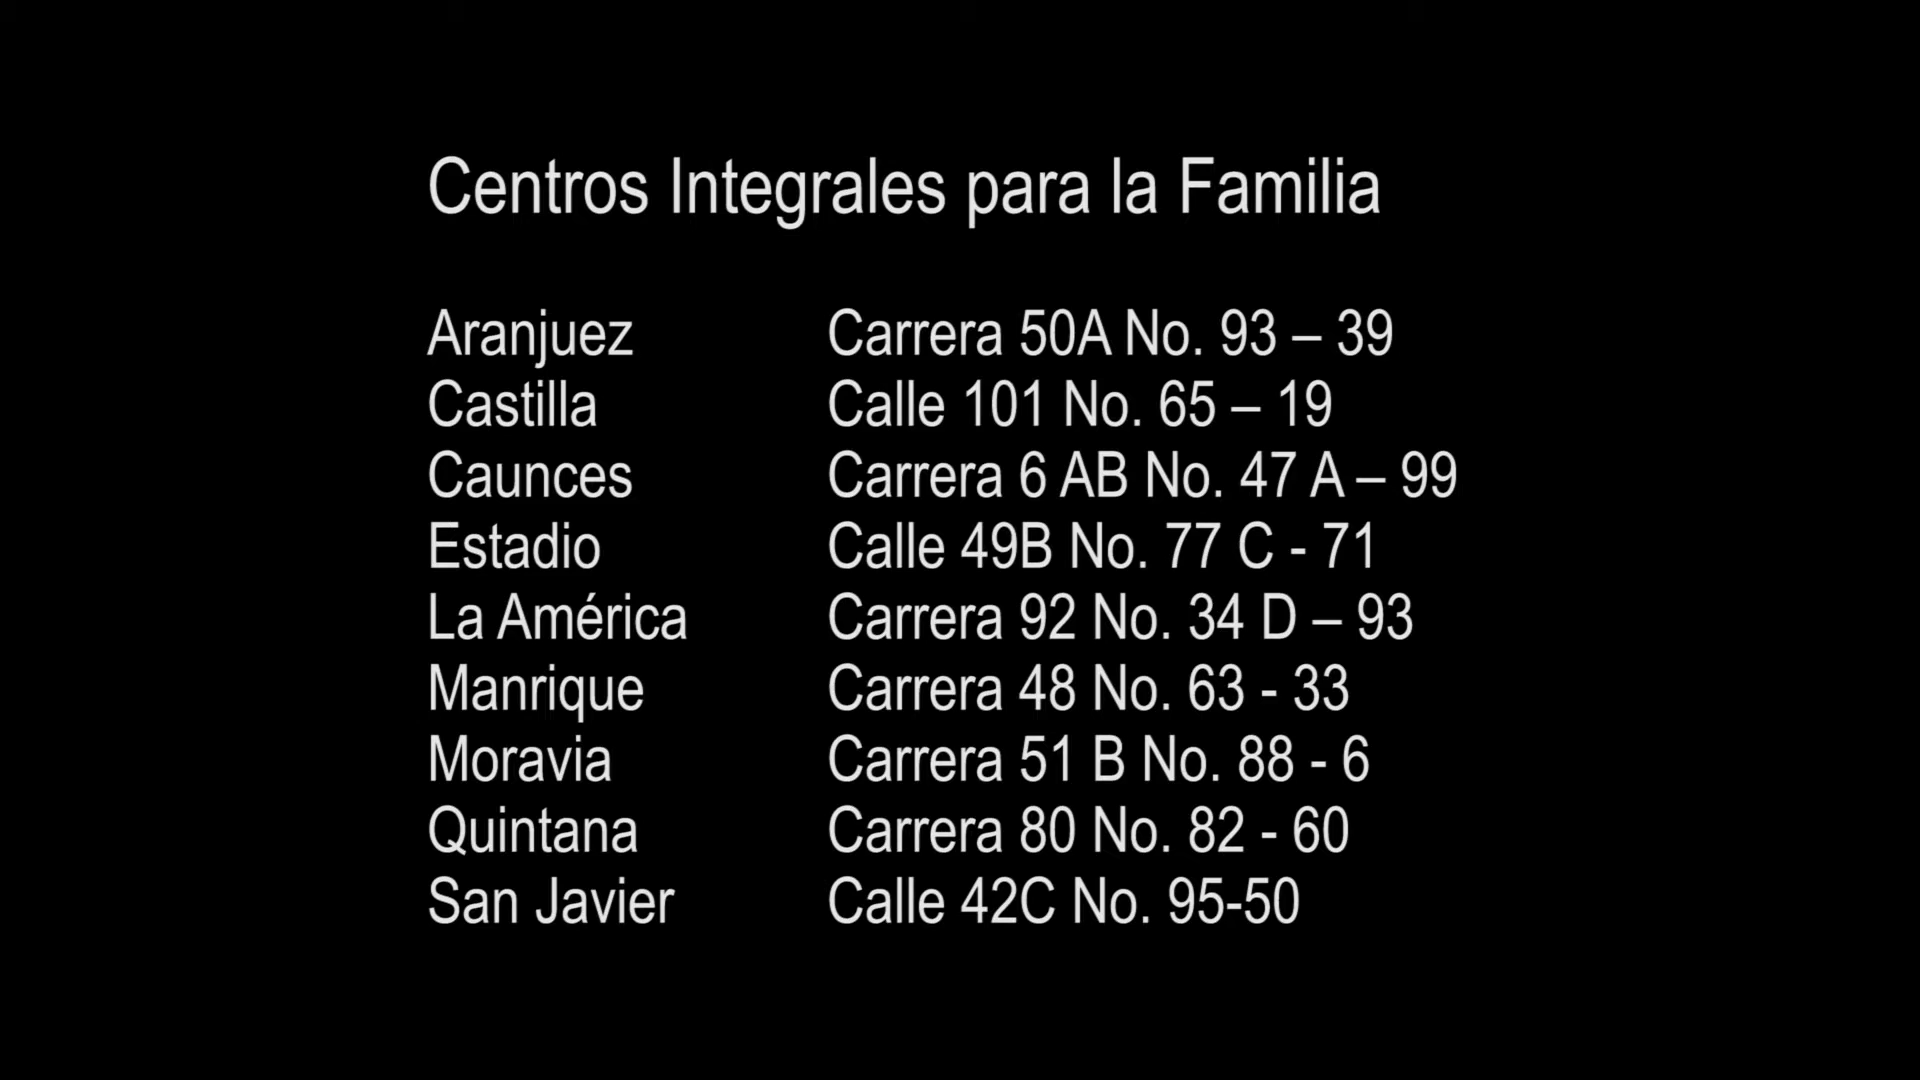 Centros Integrales para la Familia
Aranjuez Carrera 50A No. 93 – 39
Castilla Calle 101 No. 65 – 19
Caunces Carrera 6 AB No. 47 A – 99
Estadio Calle 49B No. 77 C - 71
La América Carrera 92 No. 34 D – 93
Manrique Carrera 48 No. 63 - 33
Moravia Carrera 51 B No. 88 - 6
Quintana Carrera 80 No. 82 - 60
San Javier Calle 42C No. 95-50